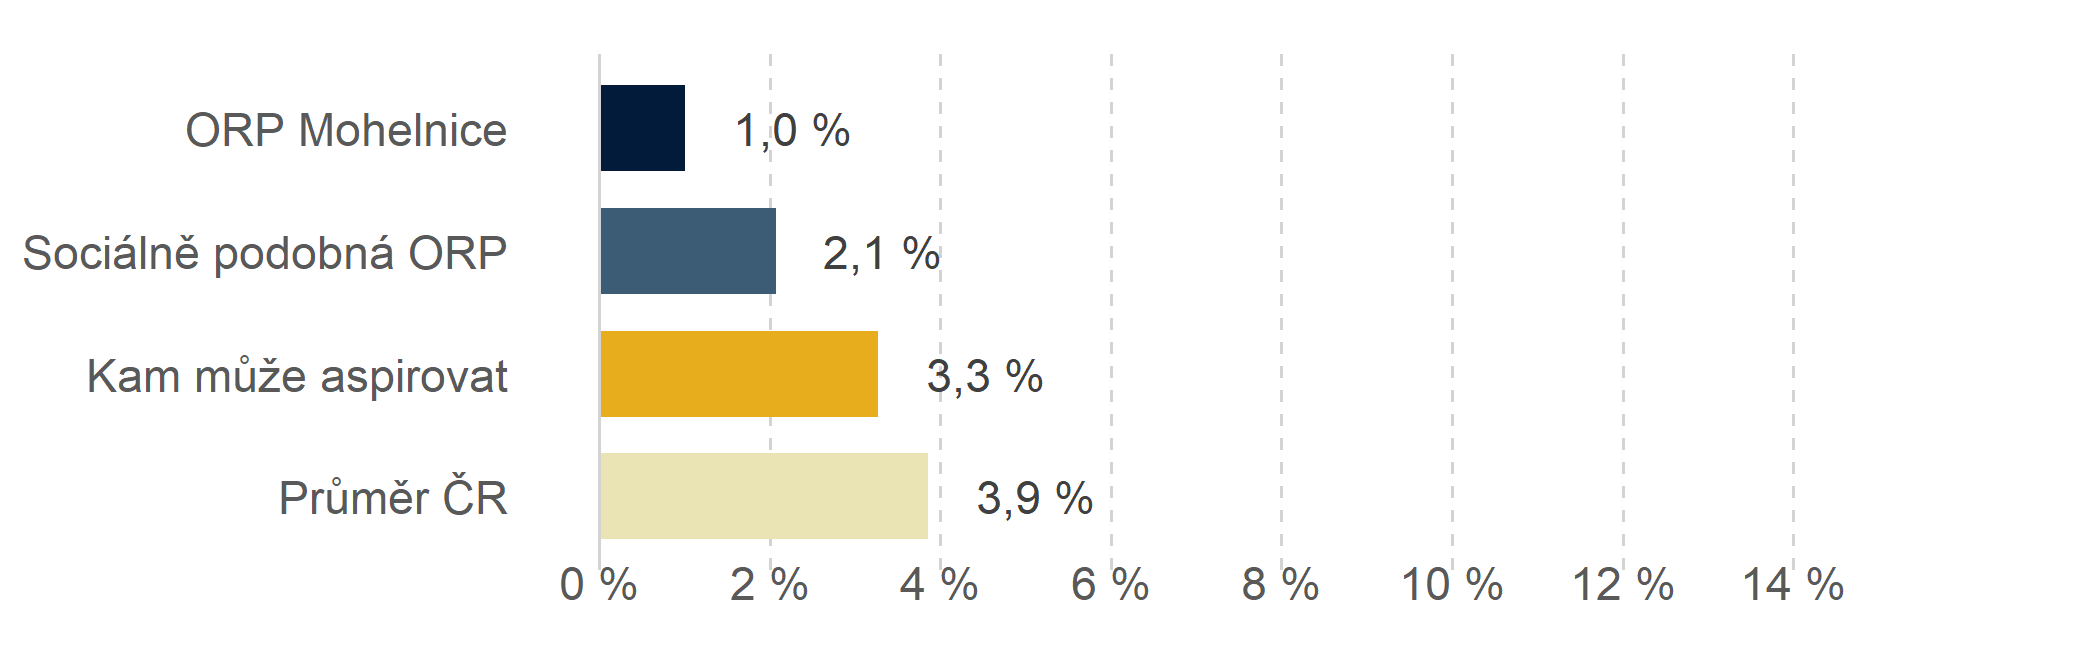 ORP Mohelnice
1,0 %
Sociálně podobná ORP
2,1 %
Kam může aspirovat
3,3 %
Průměr ČR
3,9 %
0 % 2 % 4 % 6 % 8 % 10 % 12 % 14 %